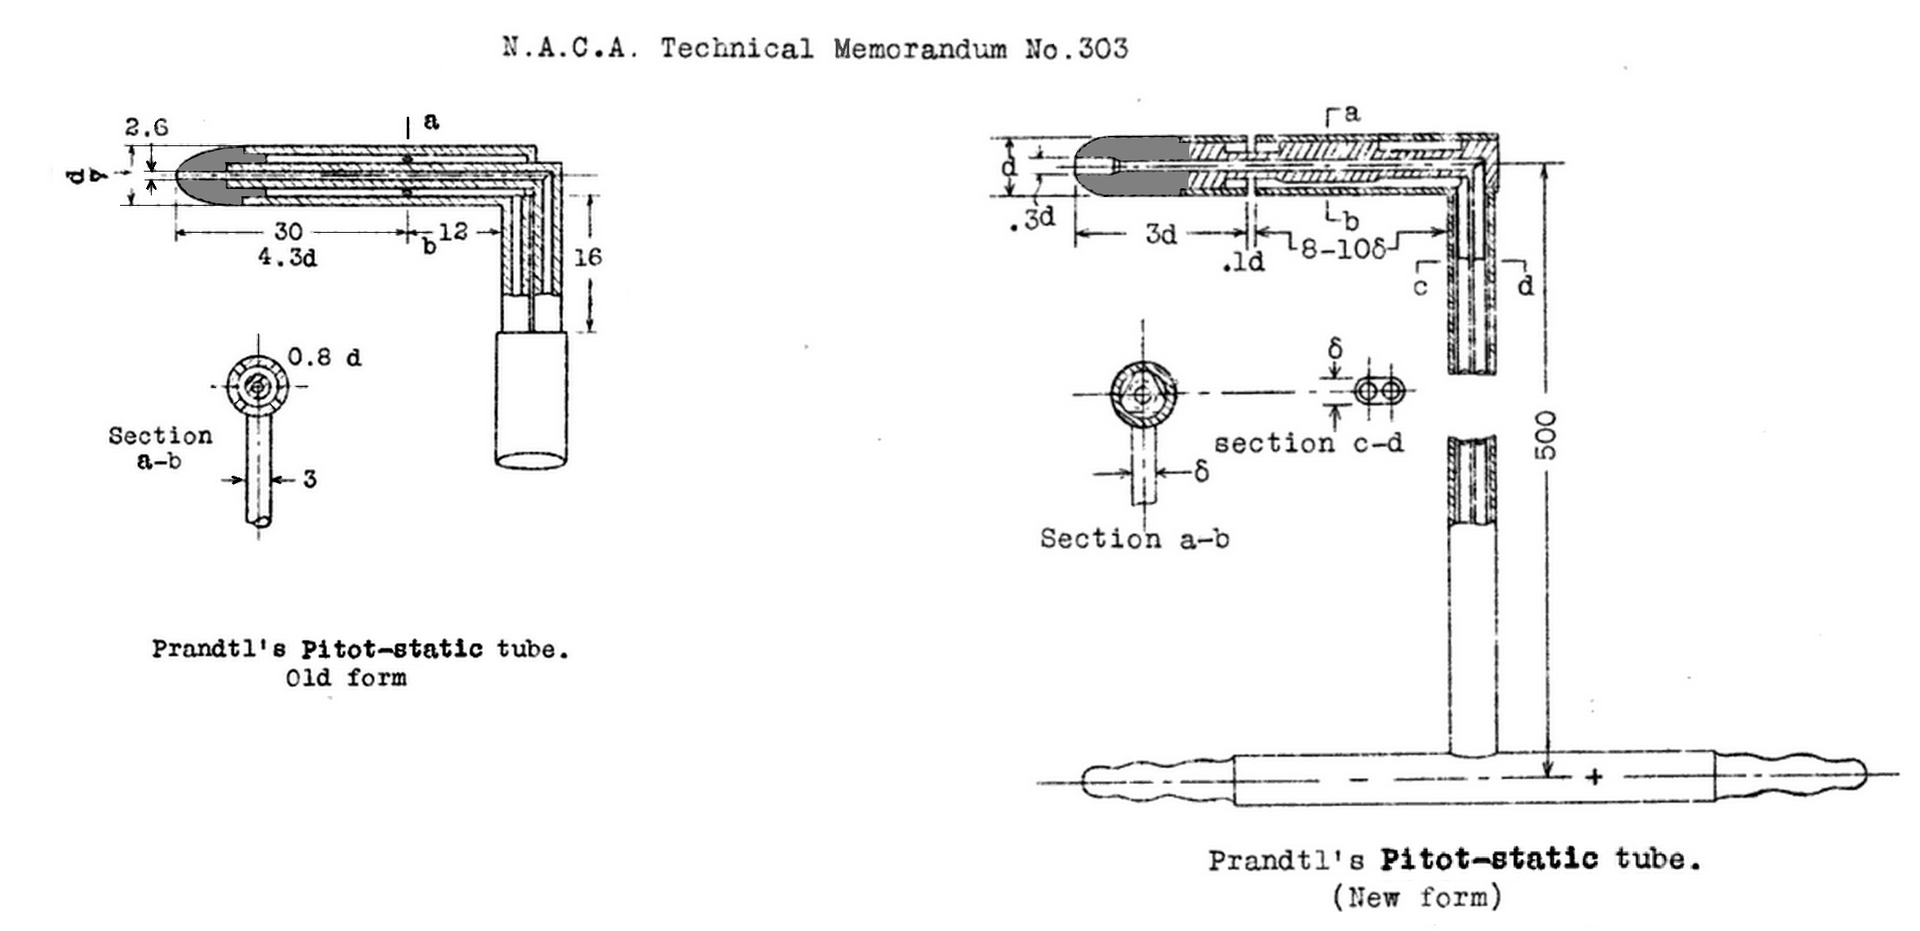 N.A.C.A. Technical Memorandum No.303
2.6
a
d
30
12
b
4.3d
16
0.8 d
Section
a-b
3
Prandtl's Pitot-static tube.
Old form
a
d
.3d
b
3d
8-10δ
.1d
c
d
δ
section c-d
500
δ
Section a-b
- +
Prandtl's Pitot-static tube.
(New form)